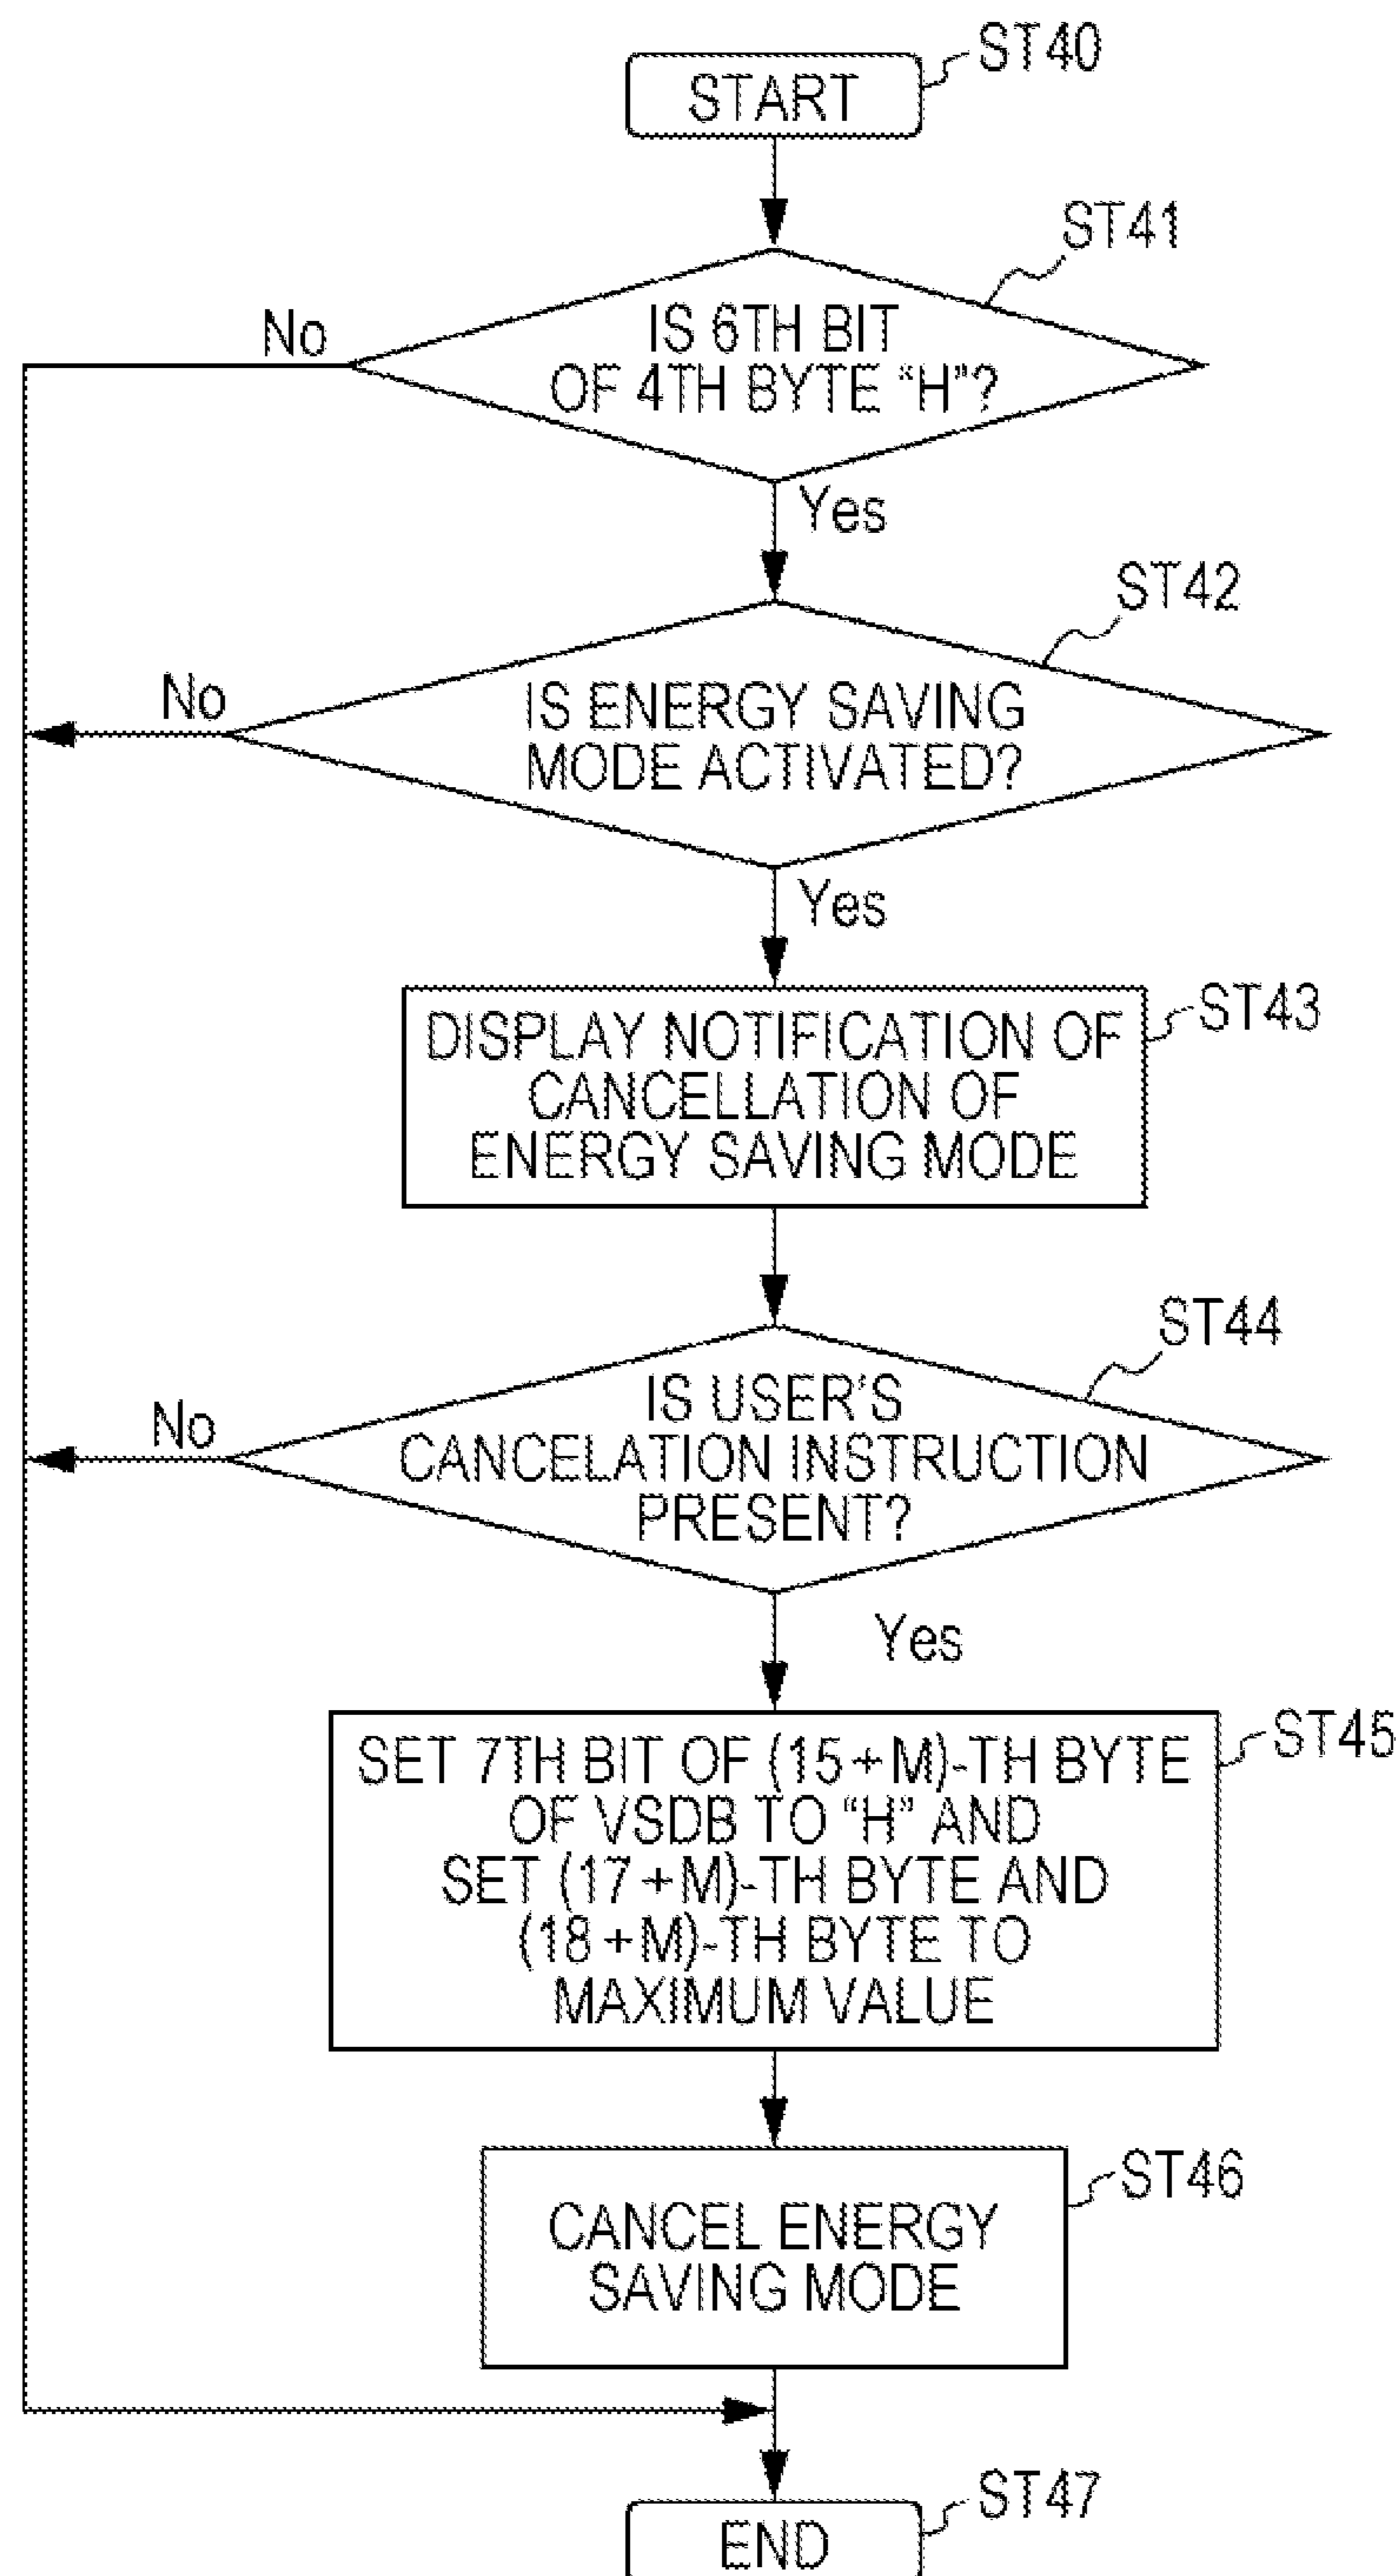 START
ST40
ST41
IS 6TH BIT
OF 4TH BYTE “H”?
No
Yes
ST42
IS ENERGY SAVING
MODE ACTIVATED?
No
Yes
ST43
DISPLAY NOTIFICATION OF
CANCELLATION OF
ENERGY SAVING MODE
ST44
IS USER’S
CANCELATION INSTRUCTION
PRESENT?
No
Yes
ST45
SET 7TH BIT OF (15+M)-TH BYTE
OF VSDB TO “H” AND
SET (17+M)-TH BYTE AND
(18+M)-TH BYTE TO
MAXIMUM VALUE
ST46
CANCEL ENERGY
SAVING MODE
ST47
END